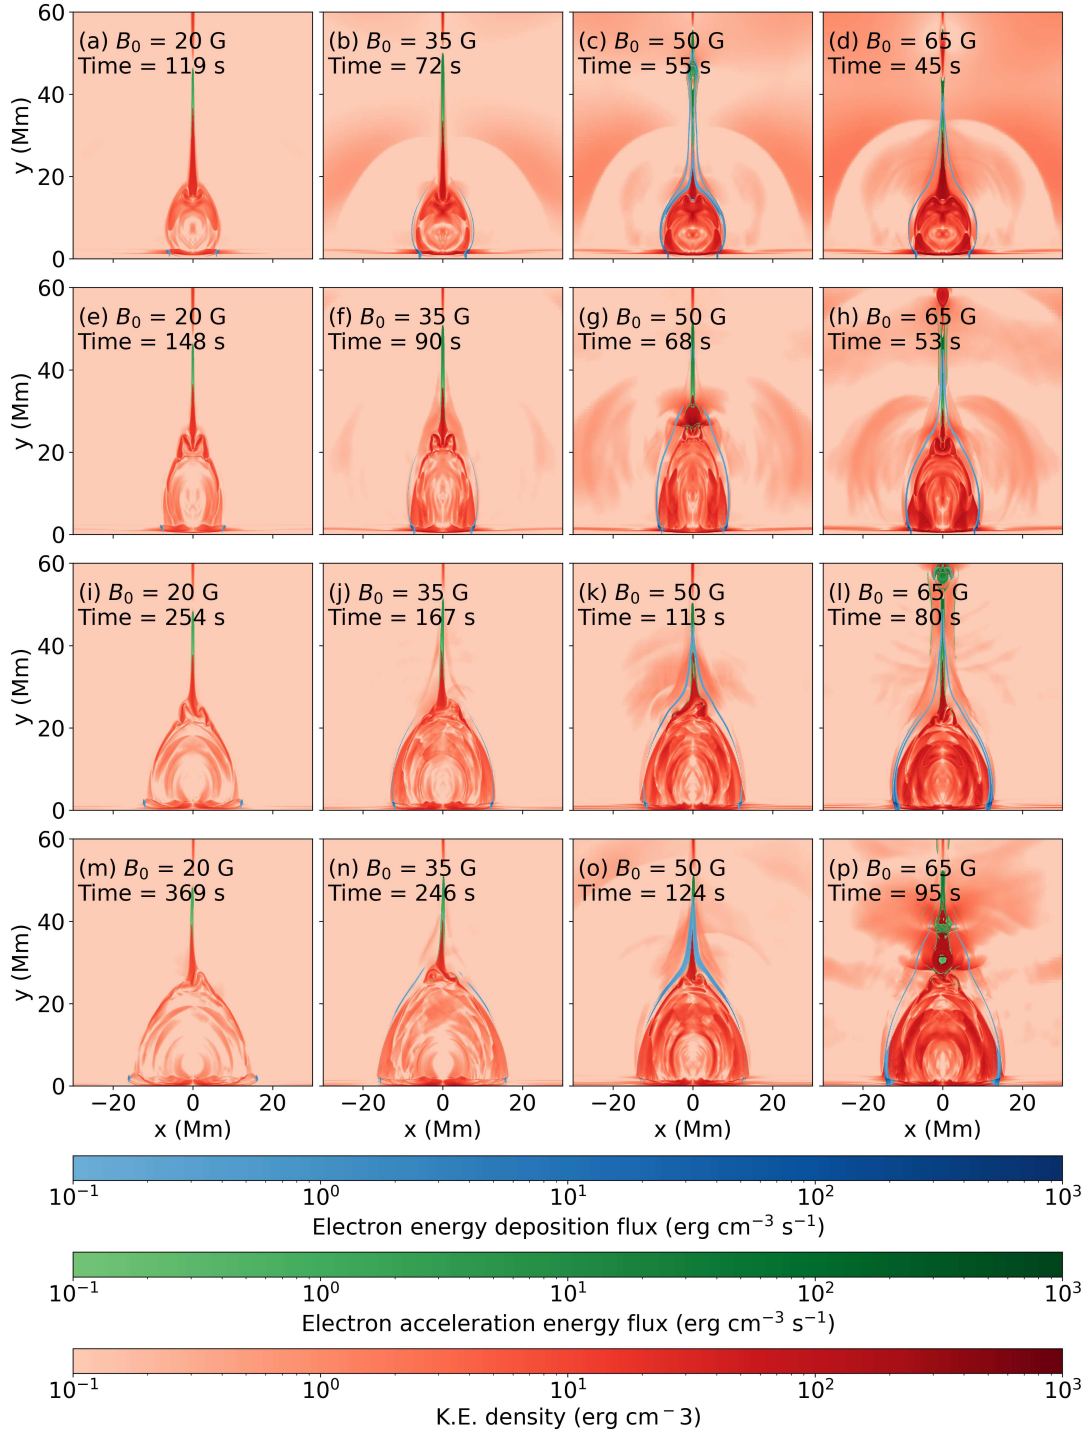 60
(a) B₀ = 20 G
(b) B₀ = 35 G
(c) B₀ = 50 G
(d) B₀ = 65 G
Time = 119 s
Time = 72 s
Time = 55 s
Time = 45 s
40
y (Mm)
20
0
60
(e) B₀ = 20 G
(f) B₀ = 35 G
(g) B₀ = 50 G
(h) B₀ = 65 G
Time = 148 s
Time = 90 s
Time = 68 s
Time = 53 s
40
y (Mm)
20
0
60
(i) B₀ = 20 G
(j) B₀ = 35 G
(k) B₀ = 50 G
(l) B₀ = 65 G
Time = 254 s
Time = 167 s
Time = 113 s
Time = 80 s
40
y (Mm)
20
0
60
(m) B₀ = 20 G
(n) B₀ = 35 G
(o) B₀ = 50 G
(p) B₀ = 65 G
Time = 369 s
Time = 246 s
Time = 124 s
Time = 95 s
40
y (Mm)
20
0
−20 0 20 −20 0 20 −20 0 20 −20 0 20
x (Mm) x (Mm) x (Mm) x (Mm)
10⁻¹ 10⁰ 10¹ 10² 10³
Electron energy deposition flux (erg cm⁻³ s⁻¹)
10⁻¹ 10⁰ 10¹ 10² 10³
Electron acceleration energy flux (erg cm⁻³ s⁻¹)
10⁻¹ 10⁰ 10¹ 10² 10³
K.E. density (erg cm⁻3)